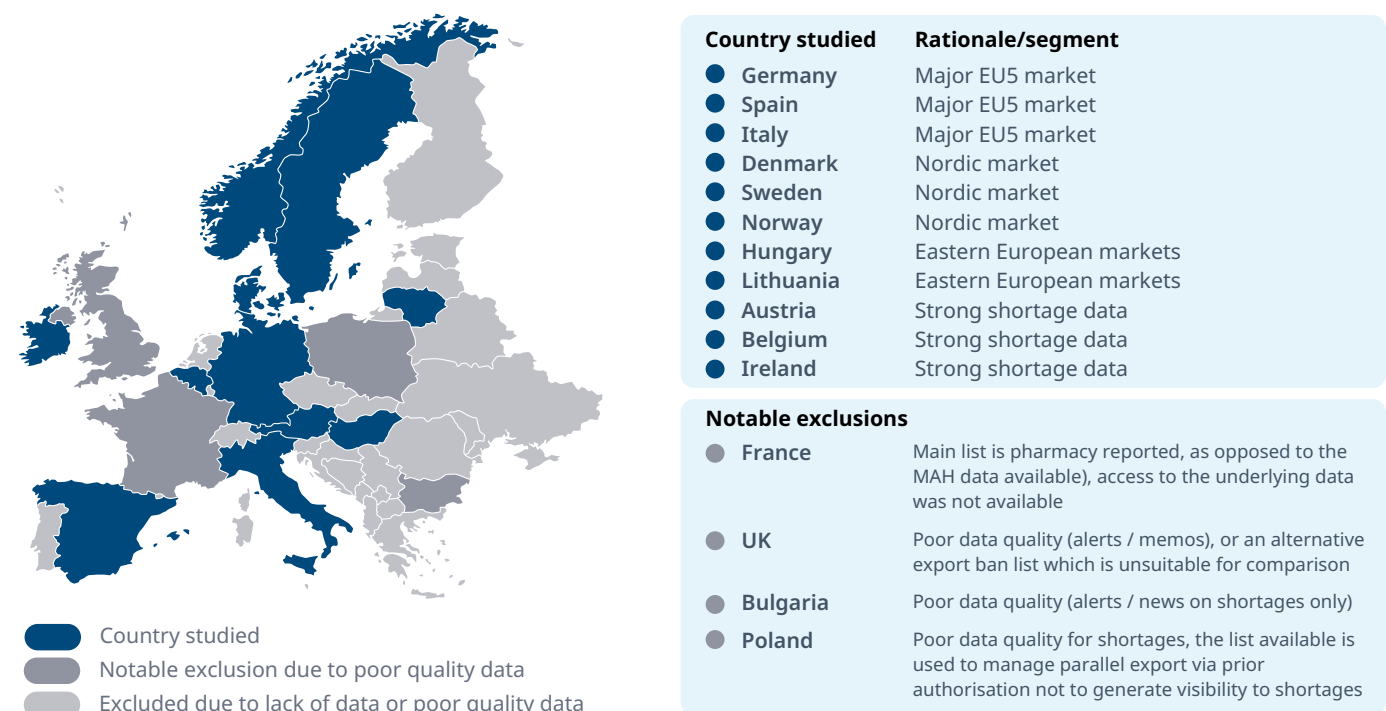 Country studied Rationale/segment
Germany Major EU5 market
Spain Major EU5 market
Italy Major EU5 market
Denmark Nordic market
Sweden Nordic market
Norway Nordic market
Hungary Eastern European markets
Lithuania Eastern European markets
Austria Strong shortage data
Belgium Strong shortage data
Ireland Strong shortage data
Notable exclusions
France Main list is pharmacy reported, as opposed to the
MAH data available), access to the underlying data
was not available
UK Poor data quality (alerts / memos), or an alternative
export ban list which is unsuitable for comparison
Bulgaria Poor data quality (alerts / news on shortages only)
Poland Poor data quality for shortages, the list available is
used to manage parallel export via prior
authorisation not to generate visibility to shortages
Country studied
Notable exclusion due to poor quality data
Excluded due to lack of data or poor quality data